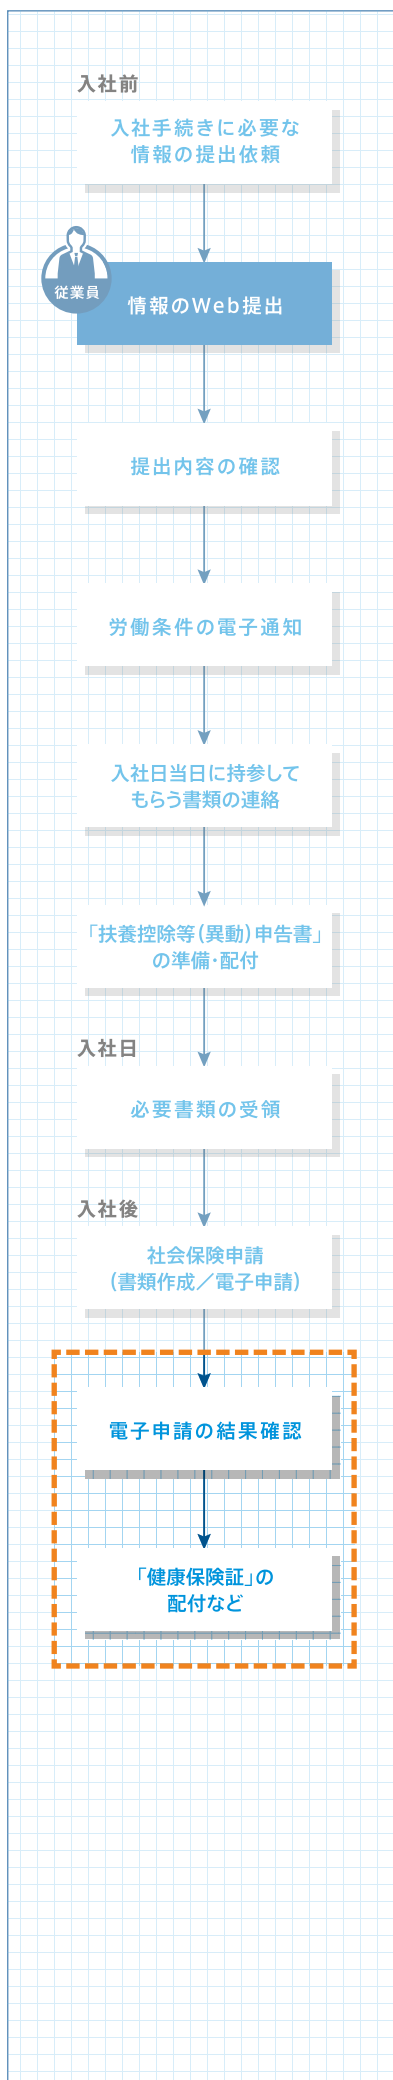 入社前
入社手続きに必要な
情報の提出依頼
従業員
情報のWeb提出
提出内容の確認
労働条件の電子通知
入社日当日に持参して
もらう書類の連絡
「扶養控除等(異動)申告書」
の準備・配付
入社日
必要書類の受領
入社後
社会保険申請
(書類作成／電子申請)
電子申請の結果確認
「健康保険証」の
配付など